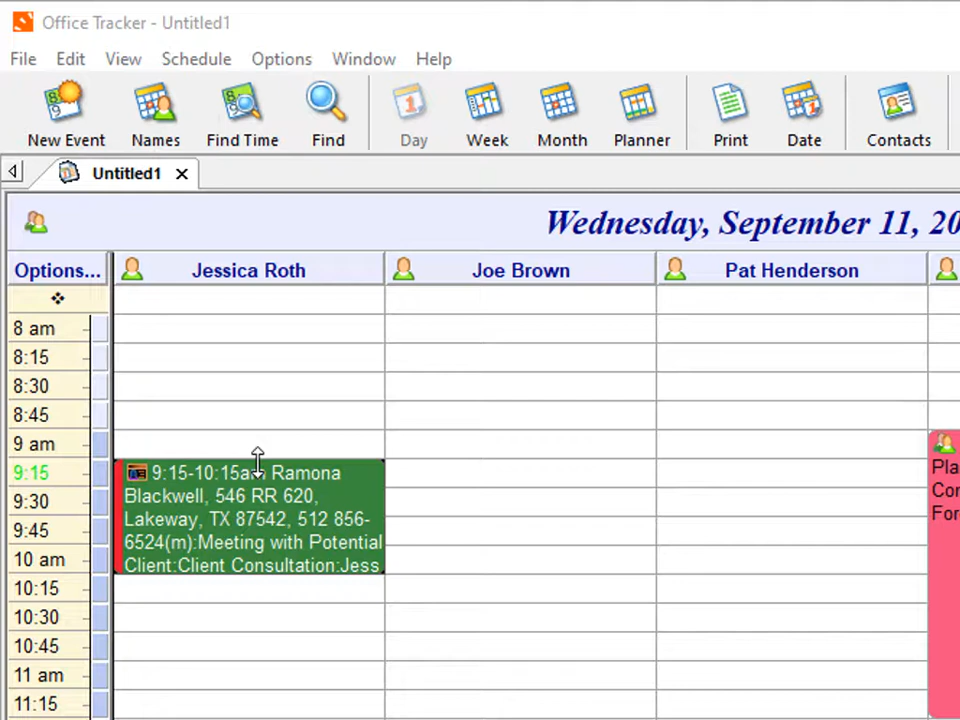 Office Tracker - Untitled1
File Edit View Schedule Options Window Help
New Event Names Find Time Find Day Week Month Planner Print Date Contacts
Untitled1
Wednesday, September 11, 20
Options... Jessica Roth Joe Brown Pat Henderson
8 am
8:15
8:30
8:45
9 am
9:15
9:30
9:45
10 am
10:15
10:30
10:45
11 am
11:15
9:15-10:15am Ramona
Blackwell, 546 RR 620,
Lakeway, TX 87542, 512 856-
6524(m):Meeting with Potential
Client:Client Consultation:Jess
Pla
Con
For